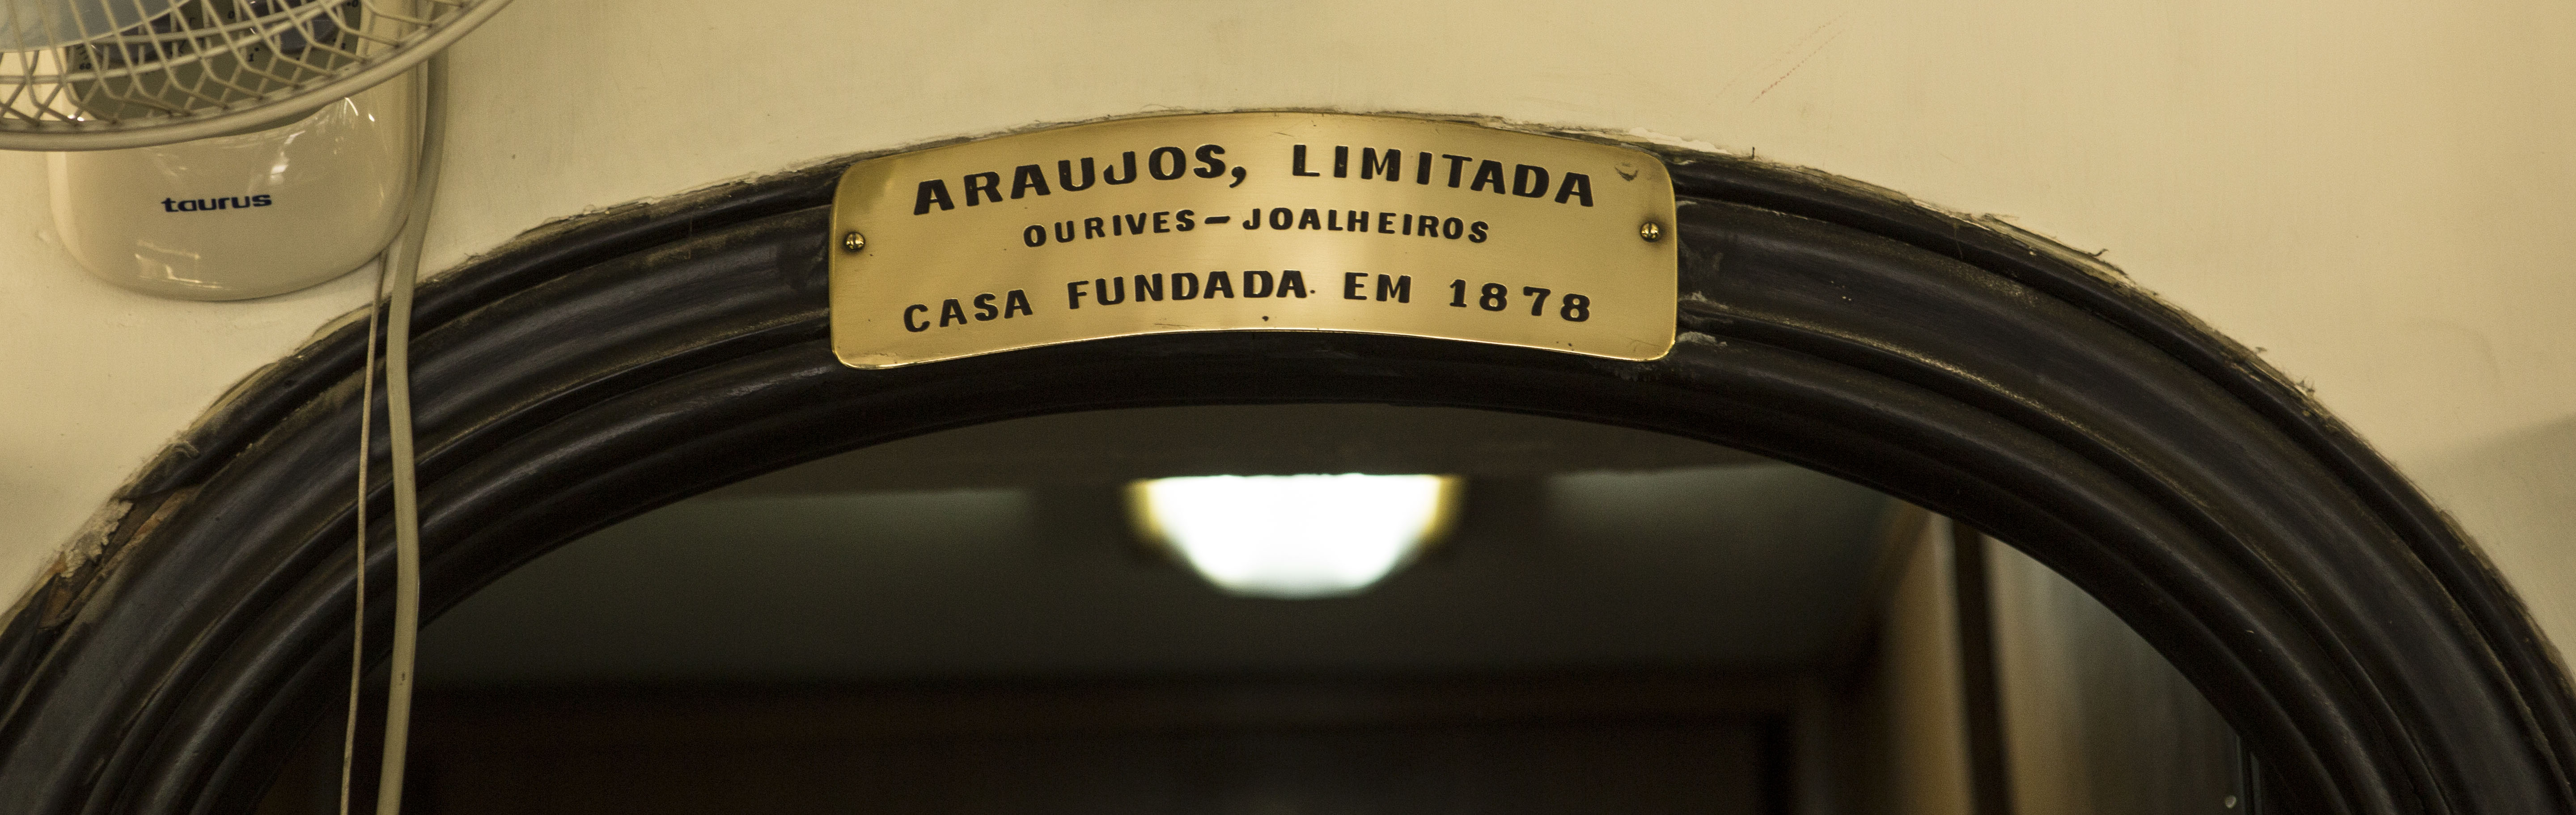 taurus
ARAUJOS, LIMITADA
OURIVES-JOALHEIROS
CASA FUNDADA EM 1878